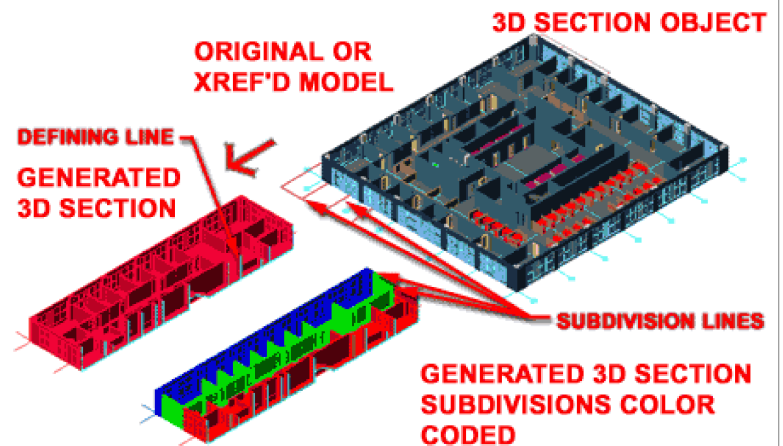 3D SECTION OBJECT
ORIGINAL OR
XREF'D MODEL
DEFINING LINE
GENERATED
3D SECTION
SUBDIVISION LINES
GENERATED 3D SECTION
SUBDIVISIONS COLOR
CODED